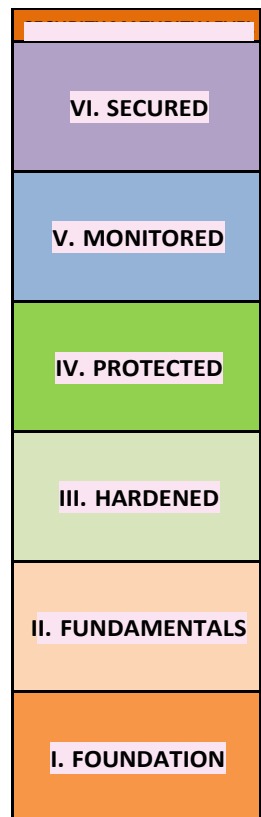 VI. SECURED
V. MONITORED
IV. PROTECTED
III. HARDENED
II. FUNDAMENTALS
I. FOUNDATION